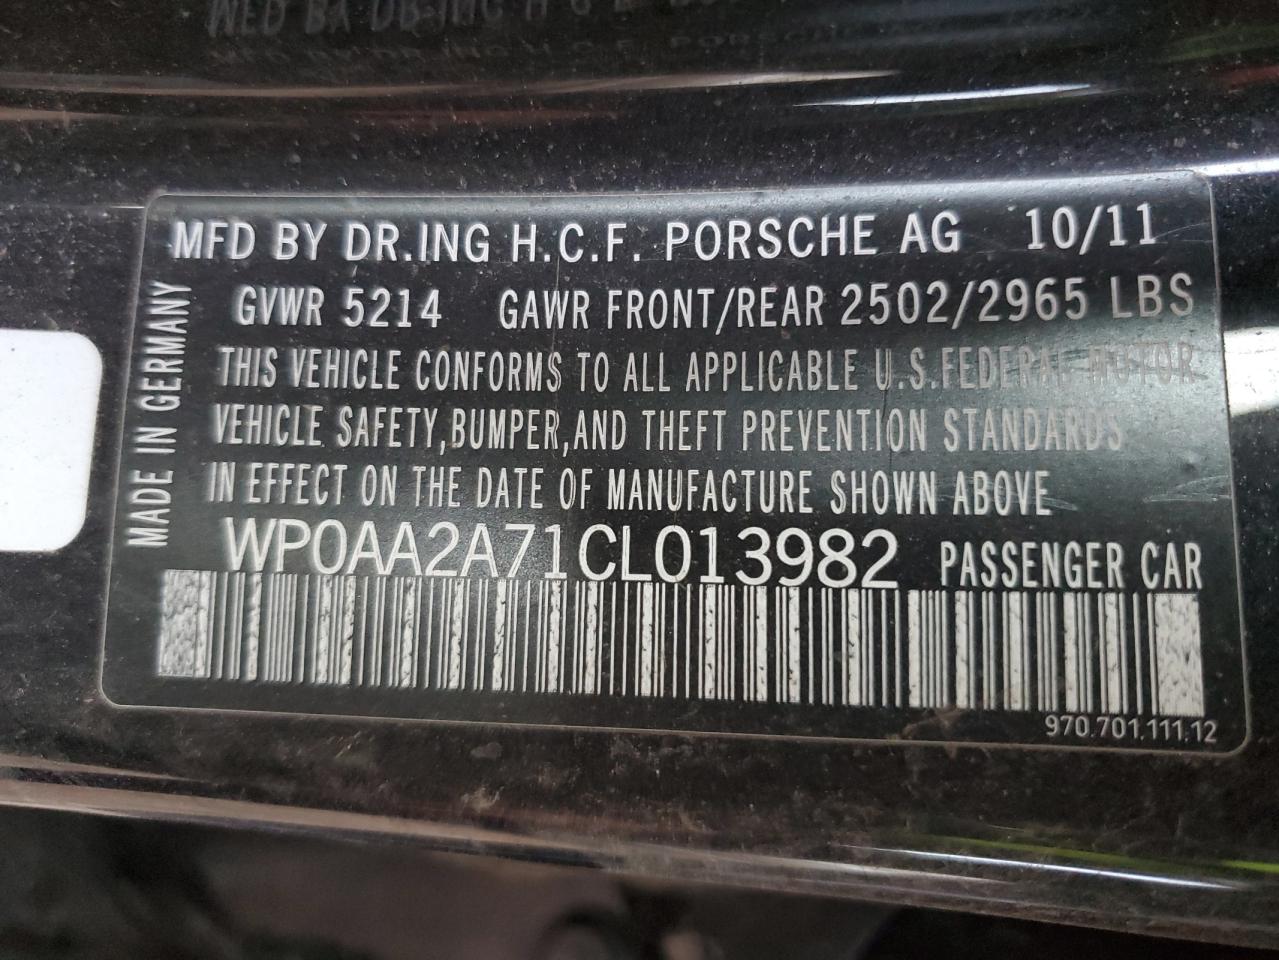 MFD BY DR.ING H.C.F. PORSCHE AG 10/11
GVWR 5214 GAWR FRONT/REAR 2502/2965 LBS
THIS VEHICLE CONFORMS TO ALL APPLICABLE U.S.FEDERAL MOTOR
VEHICLE SAFETY,BUMPER,AND THEFT PREVENTION STANDARDS
IN EFFECT ON THE DATE OF MANUFACTURE SHOWN ABOVE
WP0AA2A71CL013982 PASSENGER CAR
970.701.111.12
MADE IN GERMANY